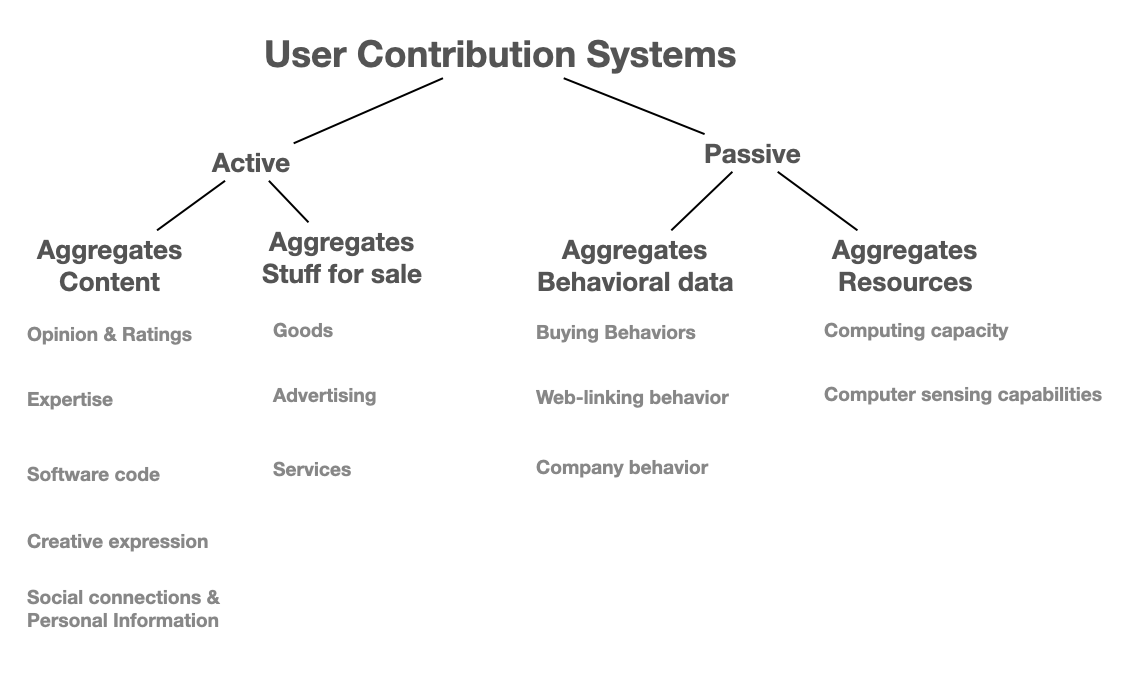 User Contribution Systems
Active
Passive
Aggregates
Content
Aggregates
Stuff for sale
Aggregates
Behavioral data
Aggregates
Resources
Opinion & Ratings
Expertise
Software code
Creative expression
Social connections &
Personal Information
Goods
Advertising
Services
Buying Behaviors
Web-linking behavior
Company behavior
Computing capacity
Computer sensing capabilities